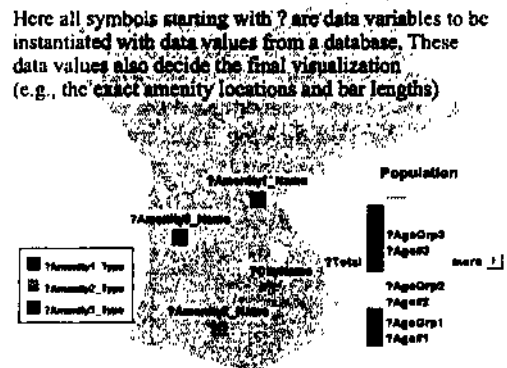 Here all symbols starting with ? are data variables to be
instantiated with data values from a database. These
data values also decide the final visualization
(e.g., the exact amenity locations and bar lengths)
Population
?Amenity1_Name
?AgeGrp3
?Age#3
?Total
more
?CityName
?AgeGrp2
?Age#2
?AgeGrp1
?Age#1
?Amenity1_Type
?Amenity2_Type
?Amenity3_Type